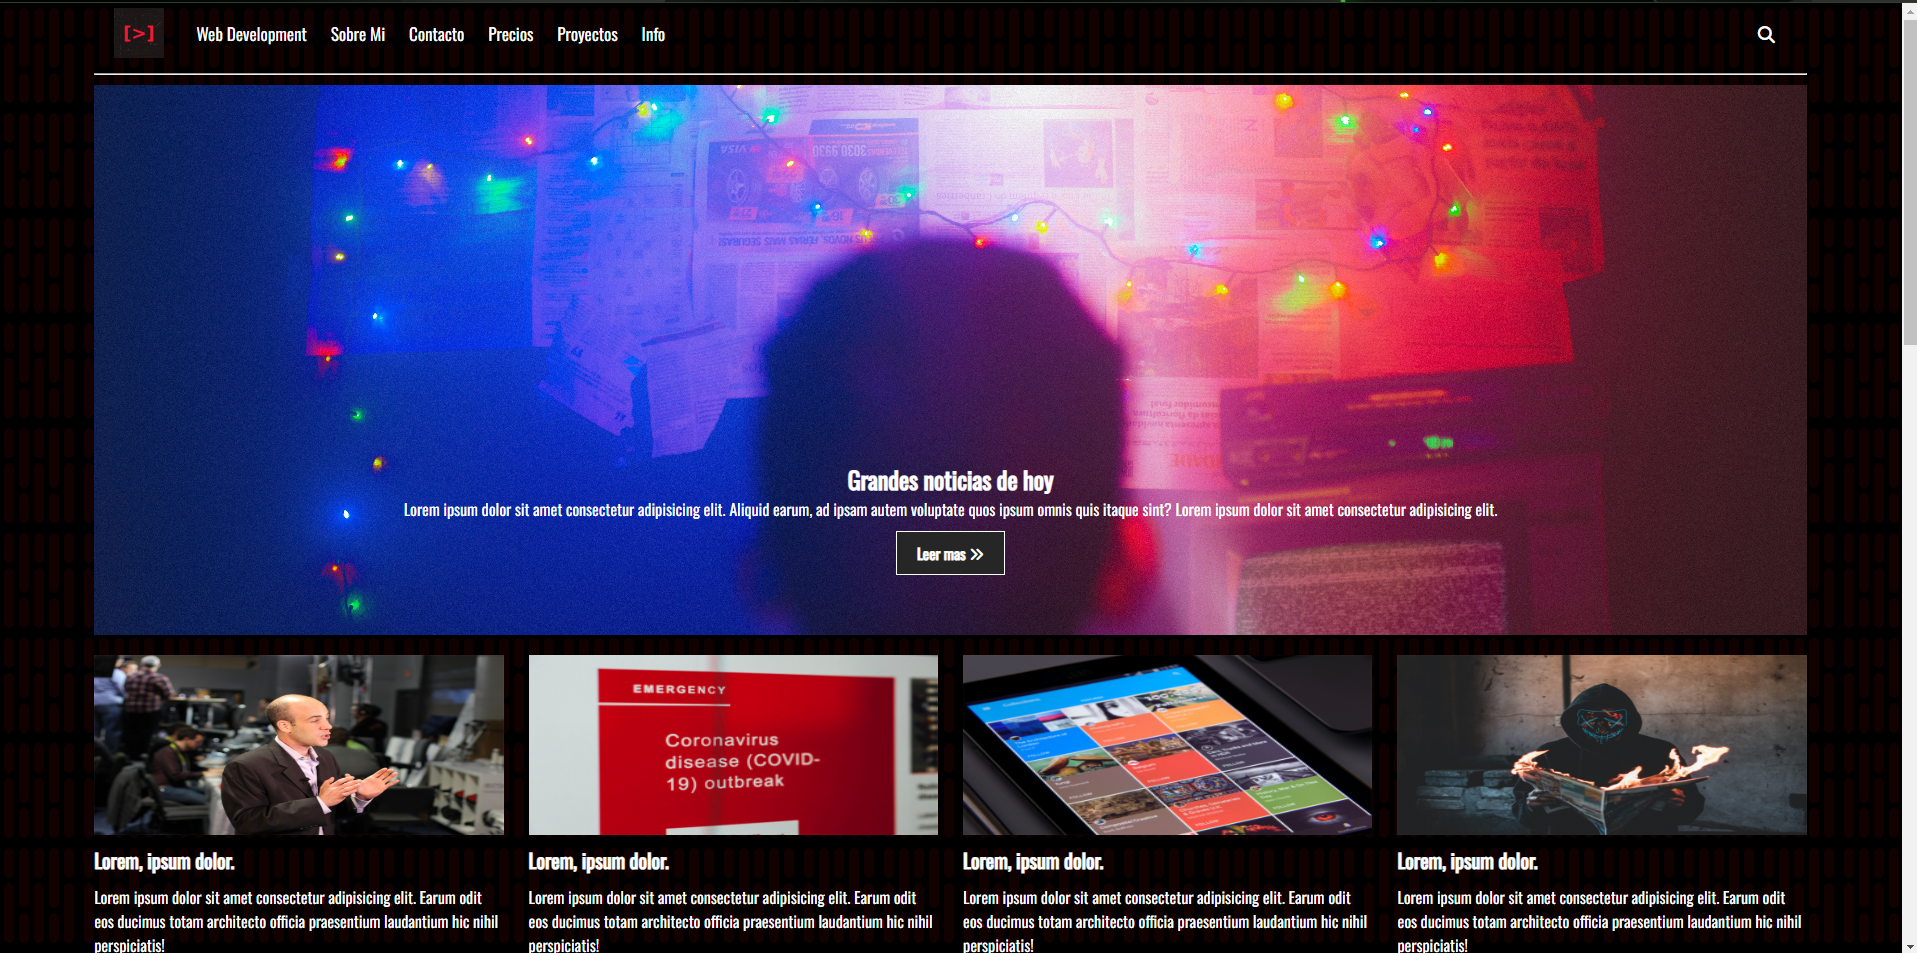 [>]
Web Development Sobre Mi Contacto Precios Proyectos Info
Grandes noticias de hoy
Lorem ipsum dolor sit amet consectetur adipisicing elit. Aliquid earum, ad ipsam autem voluptate quos ipsum omnis quis itaque sint? Lorem ipsum dolor sit amet consectetur adipisicing elit.
Leer mas
EMERGENCY
Coronavirus
disease (COVID-
19) outbreak
Lorem, ipsum dolor.
Lorem ipsum dolor sit amet consectetur adipisicing elit. Earum odit
eos ducimus totam architecto officia praesentium laudantium hic nihil
perspiciatis!
Lorem, ipsum dolor.
Lorem ipsum dolor sit amet consectetur adipisicing elit. Earum odit
eos ducimus totam architecto officia praesentium laudantium hic nihil
perspiciatis!
Lorem, ipsum dolor.
Lorem ipsum dolor sit amet consectetur adipisicing elit. Earum odit
eos ducimus totam architecto officia praesentium laudantium hic nihil
perspiciatis!
Lorem, ipsum dolor.
Lorem ipsum dolor sit amet consectetur adipisicing elit. Earum odit
eos ducimus totam architecto officia praesentium laudantium hic nihil
perspiciatis!